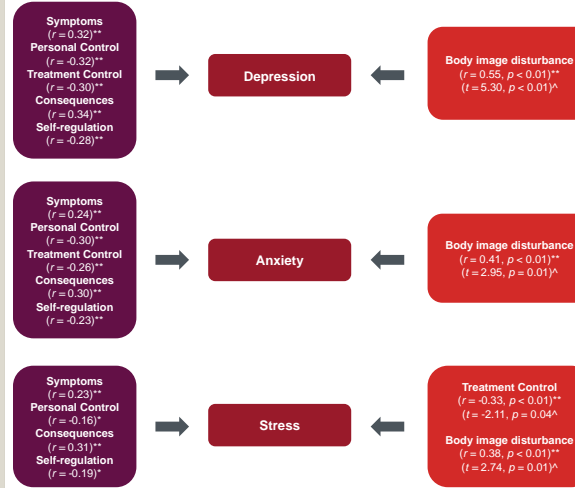 Symptoms
(r = 0.32)**
Personal Control
(r = -0.32)**
Treatment Control
(r = -0.30)**
Consequences
(r = 0.34)**
Self-regulation
(r = -0.28)**
Depression
Body image disturbance
(r = 0.55, p < 0.01)**
(t = 5.30, p < 0.01)^
Symptoms
(r = 0.24)**
Personal Control
(r = -0.30)**
Treatment Control
(r = -0.26)**
Consequences
(r = 0.30)**
Self-regulation
(r = -0.23)**
Anxiety
Body image disturbance
(r = 0.41, p < 0.01)**
(t = 2.95, p = 0.01)^
Symptoms
(r = 0.23)**
Personal Control
(r = -0.16)*
Consequences
(r = 0.31)**
Self-regulation
(r = -0.19)*
Stress
Treatment Control
(r = -0.33, p < 0.01)**
(t = -2.11, p = 0.04^
Body image disturbance
(r = 0.38, p < 0.01)**
(t = 2.74, p = 0.01)^